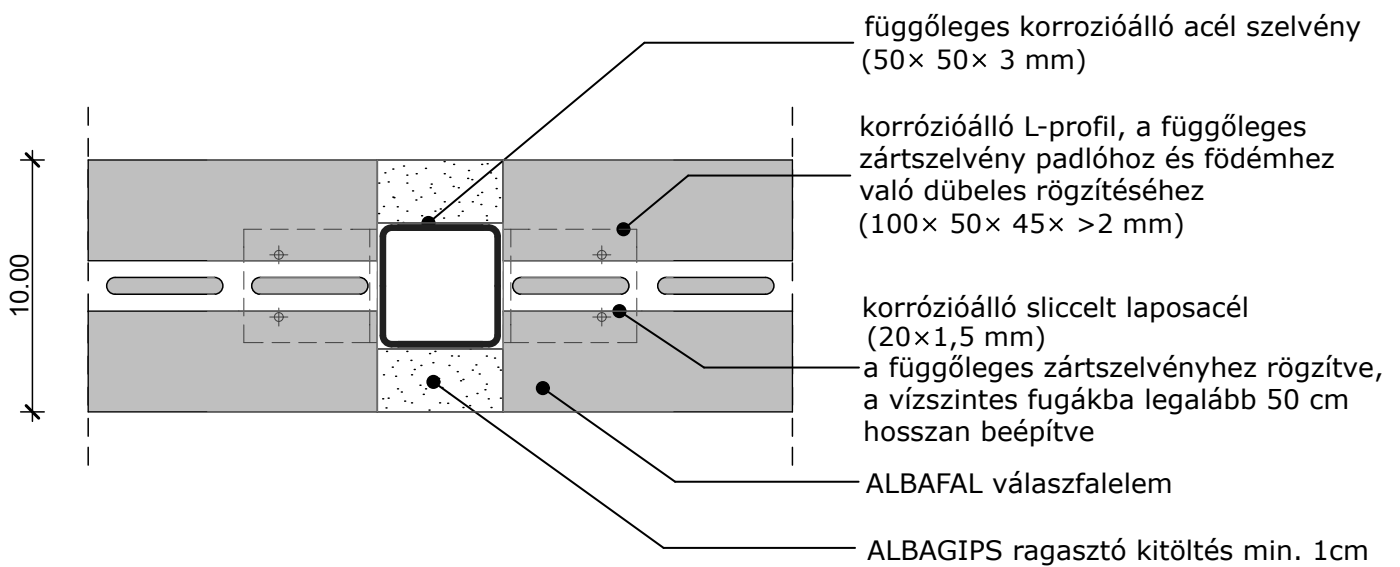 függőleges korrozióálló acél szelvény
(50× 50× 3 mm)
korrózióálló L-profil, a függőleges
zártszelvény padlóhoz és födémhez
való dübeles rögzítéséhez
(100× 50× 45× >2 mm)
10.00
korrózióálló sliccelt laposacél
(20×1,5 mm)
a függőleges zártszelvényhez rögzítve,
a vízszintes fugákba legalább 50 cm
hosszan beépítve
ALBAFAL válaszfalelem
ALBAGIPS ragasztó kitöltés min. 1cm